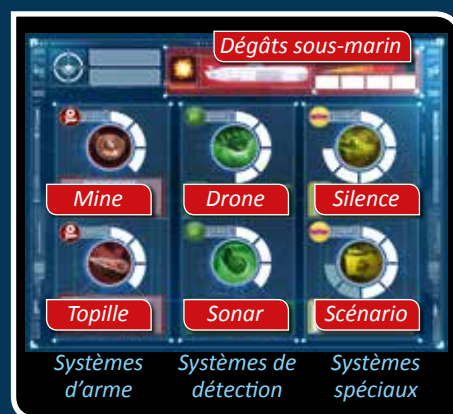 Dégâts sous-marin
Mine Drone Silence
Topille Sonar Scénario
Systèmes Systèmes de Systèmes
d'arme détection spéciaux